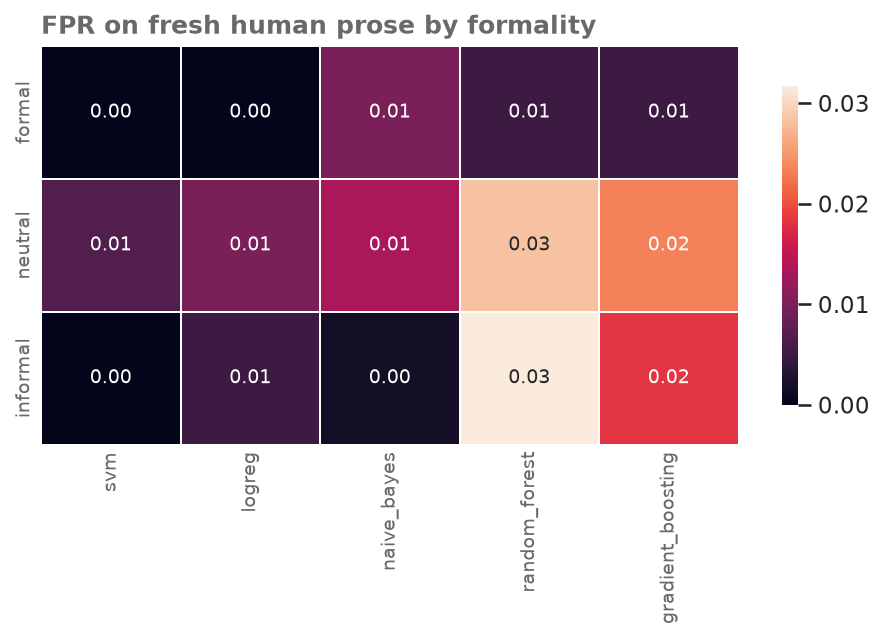 FPR on fresh human prose by formality
formal
0.00 0.00 0.01 0.01 0.01
neutral
0.01 0.01 0.01 0.03 0.02
informal
0.00 0.01 0.00 0.03 0.02
svm
logreg
naive_bayes
random_forest
gradient_boosting
0.03
0.02
0.01
0.00